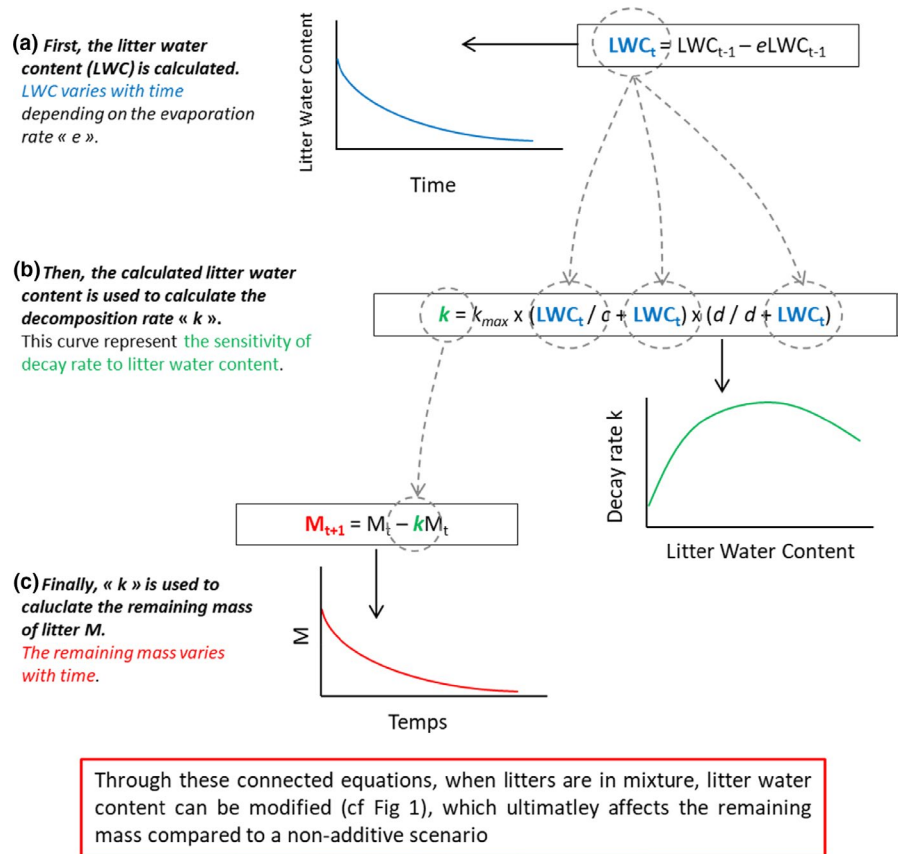 (a) First, the litter water
content (LWC) is calculated.
LWC varies with time
depending on the evaporation
rate « e ».
Litter Water Content
Time
LWCt = LWCt-1 – eLWCt-1
(b) Then, the calculated litter water
content is used to calculate the
decomposition rate « k ».
This curve represent the sensitivity of
decay rate to litter water content.
k = kmax x (LWCt / c + LWCt) x (d / d + LWCt)
Decay rate k
Litter Water Content
Mt+1 = Mt – kMt
(c) Finally, « k » is used to
caluclate the remaining mass
of litter M.
The remaining mass varies
with time.
M
Temps
Through these connected equations, when litters are in mixture, litter water
content can be modified (cf Fig 1), which ultimatley affects the remaining
mass compared to a non-additive scenario